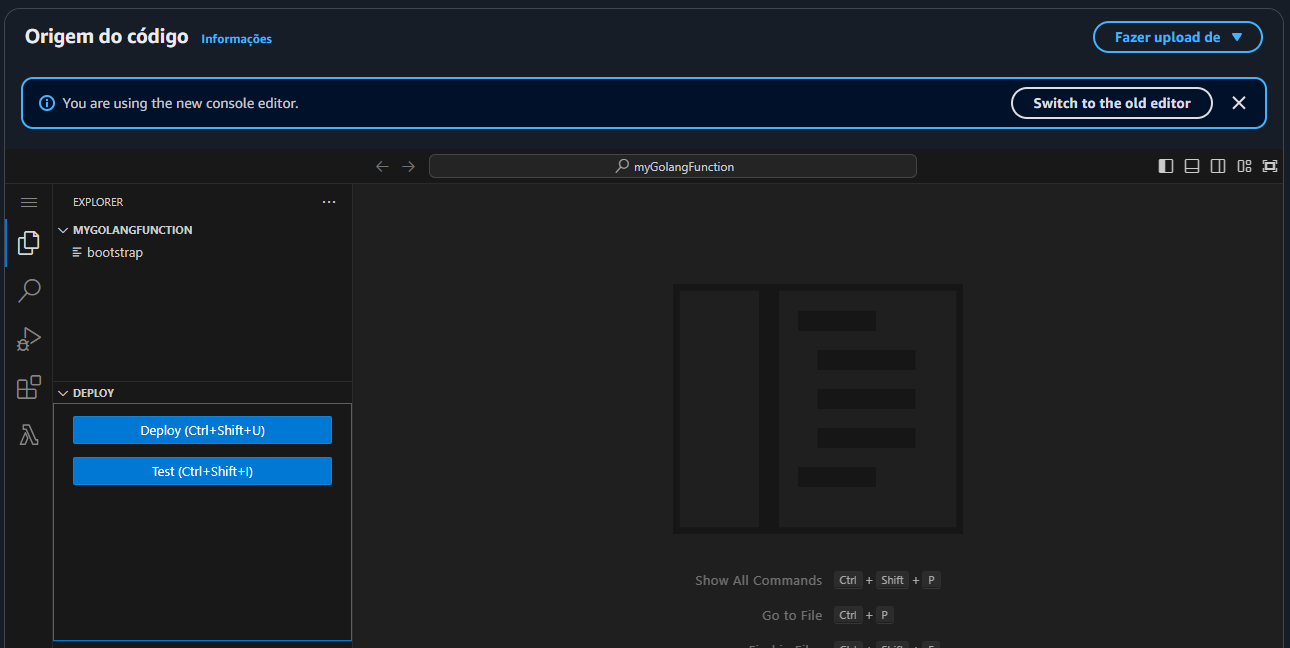 Origem do código Informações
Fazer upload de
You are using the new console editor.
Switch to the old editor
myGolangFunction
EXPLORER
MYGOLANGFUNCTION
bootstrap
DEPLOY
Deploy (Ctrl+Shift+U)
Test (Ctrl+Shift+I)
Show All Commands Ctrl + Shift + P
Go to File Ctrl + P